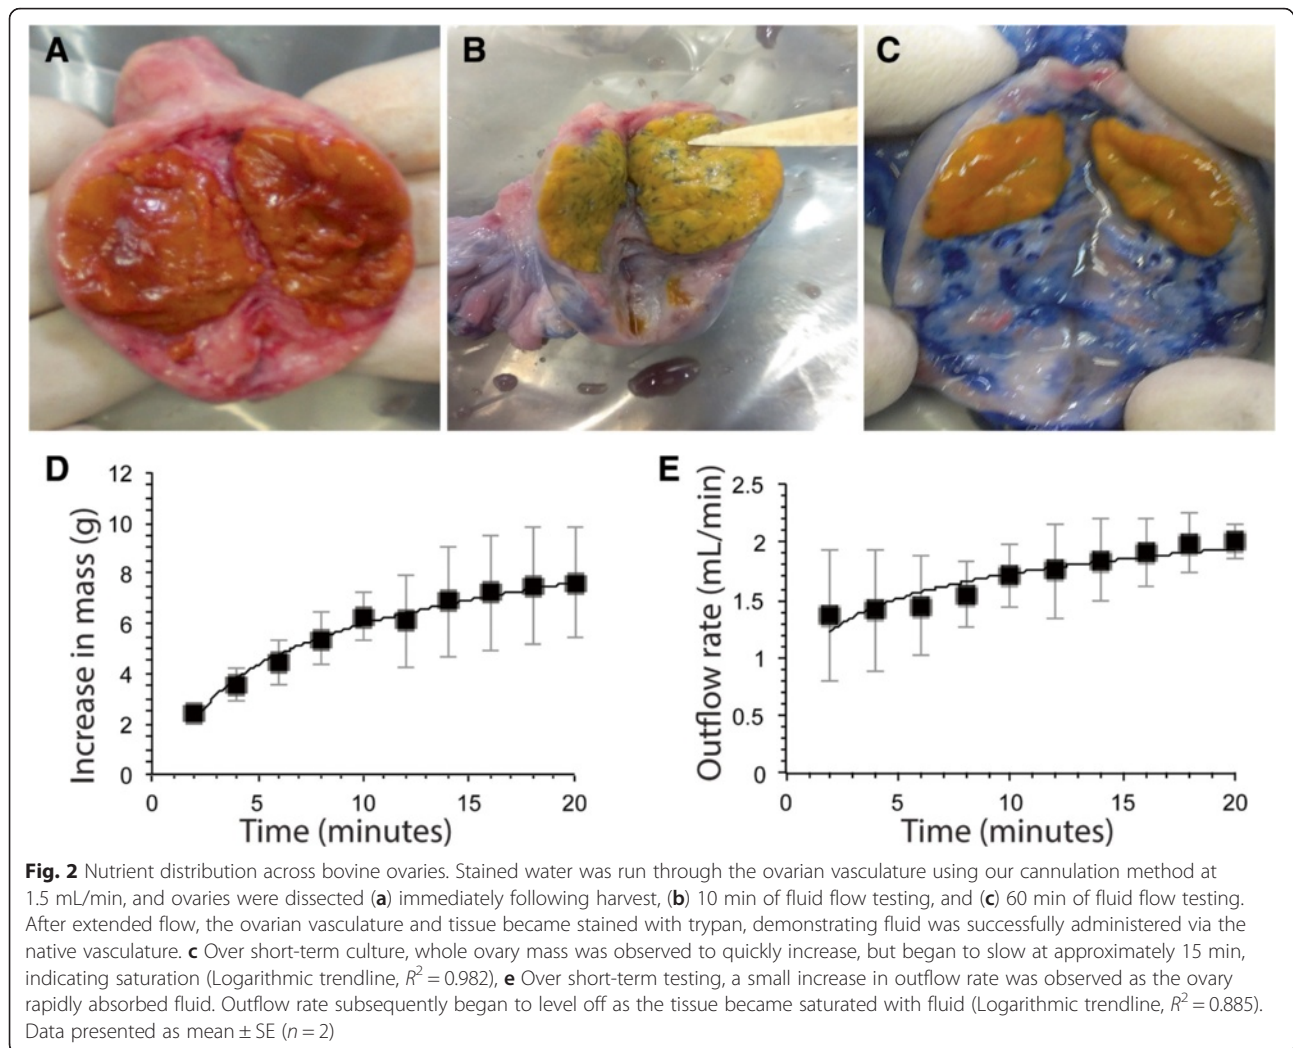 A
B
C
D
12
10
8
6
4
2
0
Increase in mass (g)
0 5 10 15 20
Time (minutes)
E
2.5
2
1.5
1
0.5
0
Outflow rate (mL/min)
0 5 10 15 20
Time (minutes)
Fig. 2 Nutrient distribution across bovine ovaries. Stained water was run through the ovarian vasculature using our cannulation method at
1.5 mL/min, and ovaries were dissected (a) immediately following harvest, (b) 10 min of fluid flow testing, and (c) 60 min of fluid flow testing.
After extended flow, the ovarian vasculature and tissue became stained with trypan, demonstrating fluid was successfully administered via the
native vasculature. c Over short-term culture, whole ovary mass was observed to quickly increase, but began to slow at approximately 15 min,
indicating saturation (Logarithmic trendline, R² = 0.982), e Over short-term testing, a small increase in outflow rate was observed as the ovary
rapidly absorbed fluid. Outflow rate subsequently began to level off as the tissue became saturated with fluid (Logarithmic trendline, R² = 0.885).
Data presented as mean ± SE (n = 2)